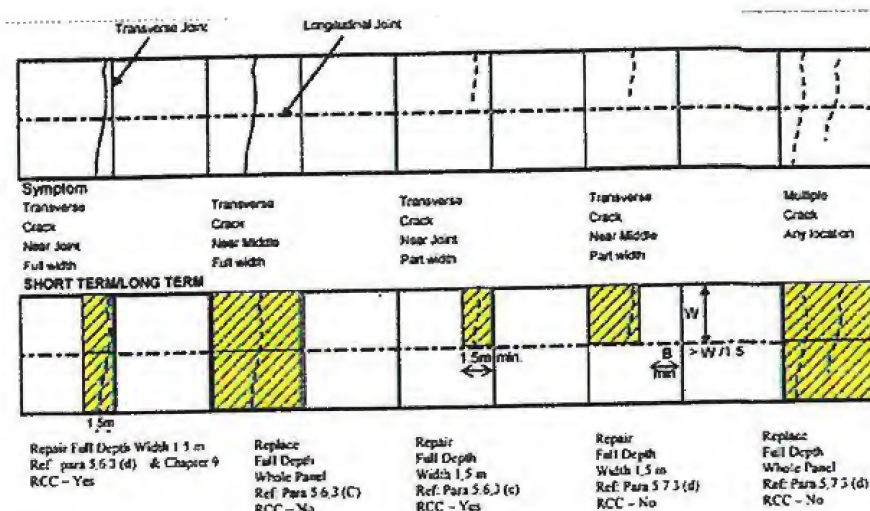 Transverse Joint
Longitudinal Joint
Symptom
Transverse
Crack
Near Joint
Full width
Transverse
Crack
Near Middle
Full width
Transverse
Crack
Near Joint
Part width
Transverse
Crack
Near Middle
Part width
Multiple
Crack
Any location
SHORT TERM/LONG TERM
1.5m
1.5m min.
B
min
W
> W /1.5
Repair Full Depth Width 1.5 m
Ref: para 5.6.3 (d) & Chapter 9
RCC – Yes
Replace
Full Depth
Whole Panel
Ref: Para 5.6.3 (C)
RCC – No
Repair
Full Depth
Width 1,5 m
Ref: Para 5.6,3 (c)
RCC – Yes
Repair
Full Depth
Width 1,5 m
Ref: Para 5.7.3 (d)
RCC – No
Replace
Full Depth
Whole Panel
Ref: Para 5,7.3 (d)
RCC – No